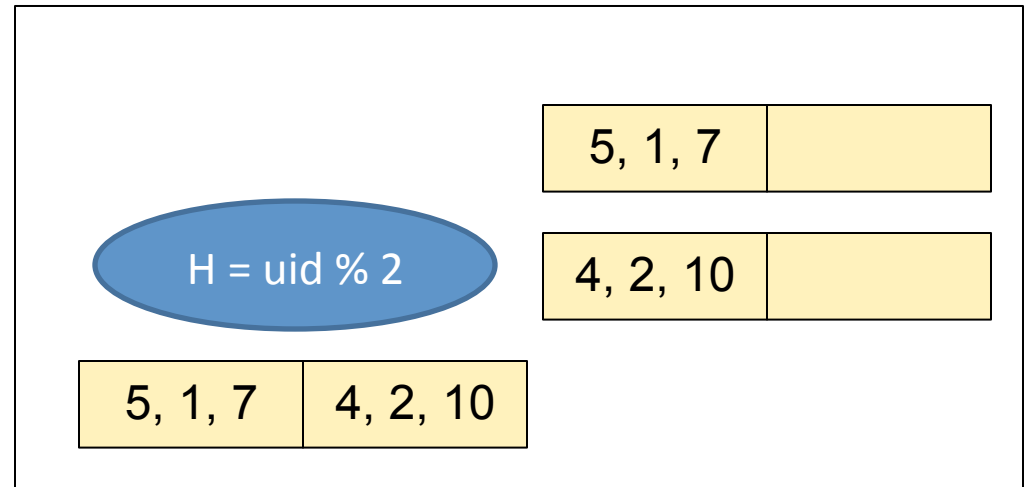 5, 1, 7
H = uid % 2
4, 2, 10
5, 1, 7
4, 2, 10